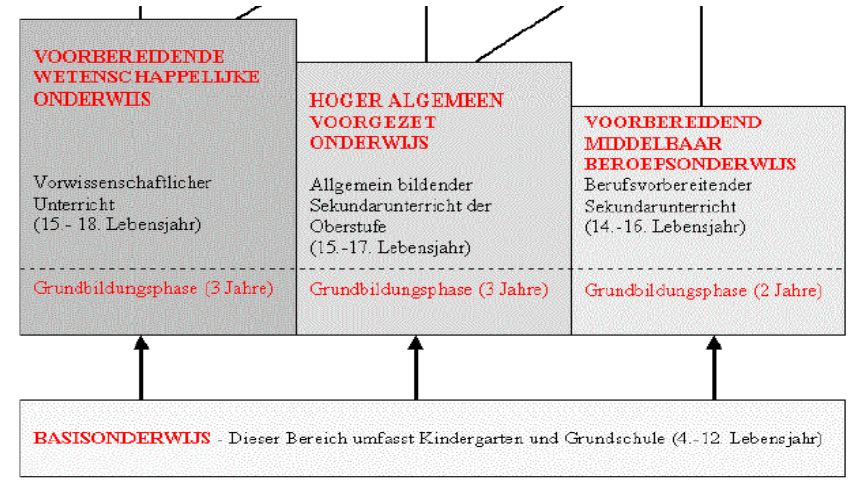 VOORBEREIDENDE
WETENSCHAPPELIJKE
ONDERWIJS
Vorwissenschaftlicher
Unterricht
(15.- 18. Lebensjahr)
Grundbildungsphase (3 Jahre)
HOGER ALGEMEEN
VOORGEZET
ONDERWIJS
Allgemein bildender
Sekundarunterricht der
Oberstufe
(15.-17. Lebensjahr)
Grundbildungsphase (3 Jahre)
VOORBEREIDEND
MIDDELBAAR
BEROEPSONDERWIJS
Berufsvorbereitender
Sekundarunterricht
(14.-16. Lebensjahr)
Grundbildungsphase (2 Jahre)
BASISONDERWIJS - Dieser Bereich umfasst Kindergarten und Grundschule (4.-12. Lebensjahr)